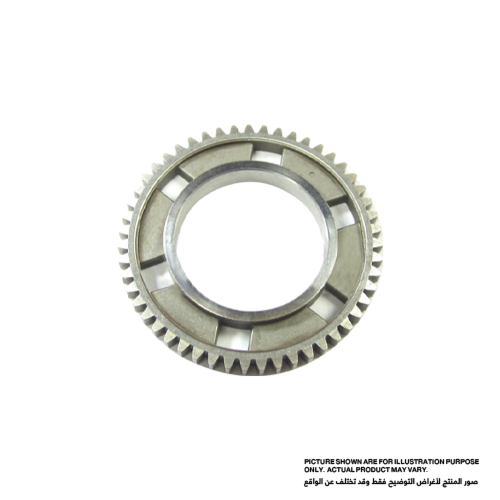 PICTURE SHOWN ARE FOR ILLUSTRATION PURPOSE
ONLY. ACTUAL PRODUCT MAY VARY.
صور المنتج لأغراض التوضيح فقط وقد تختلف عن الواقع